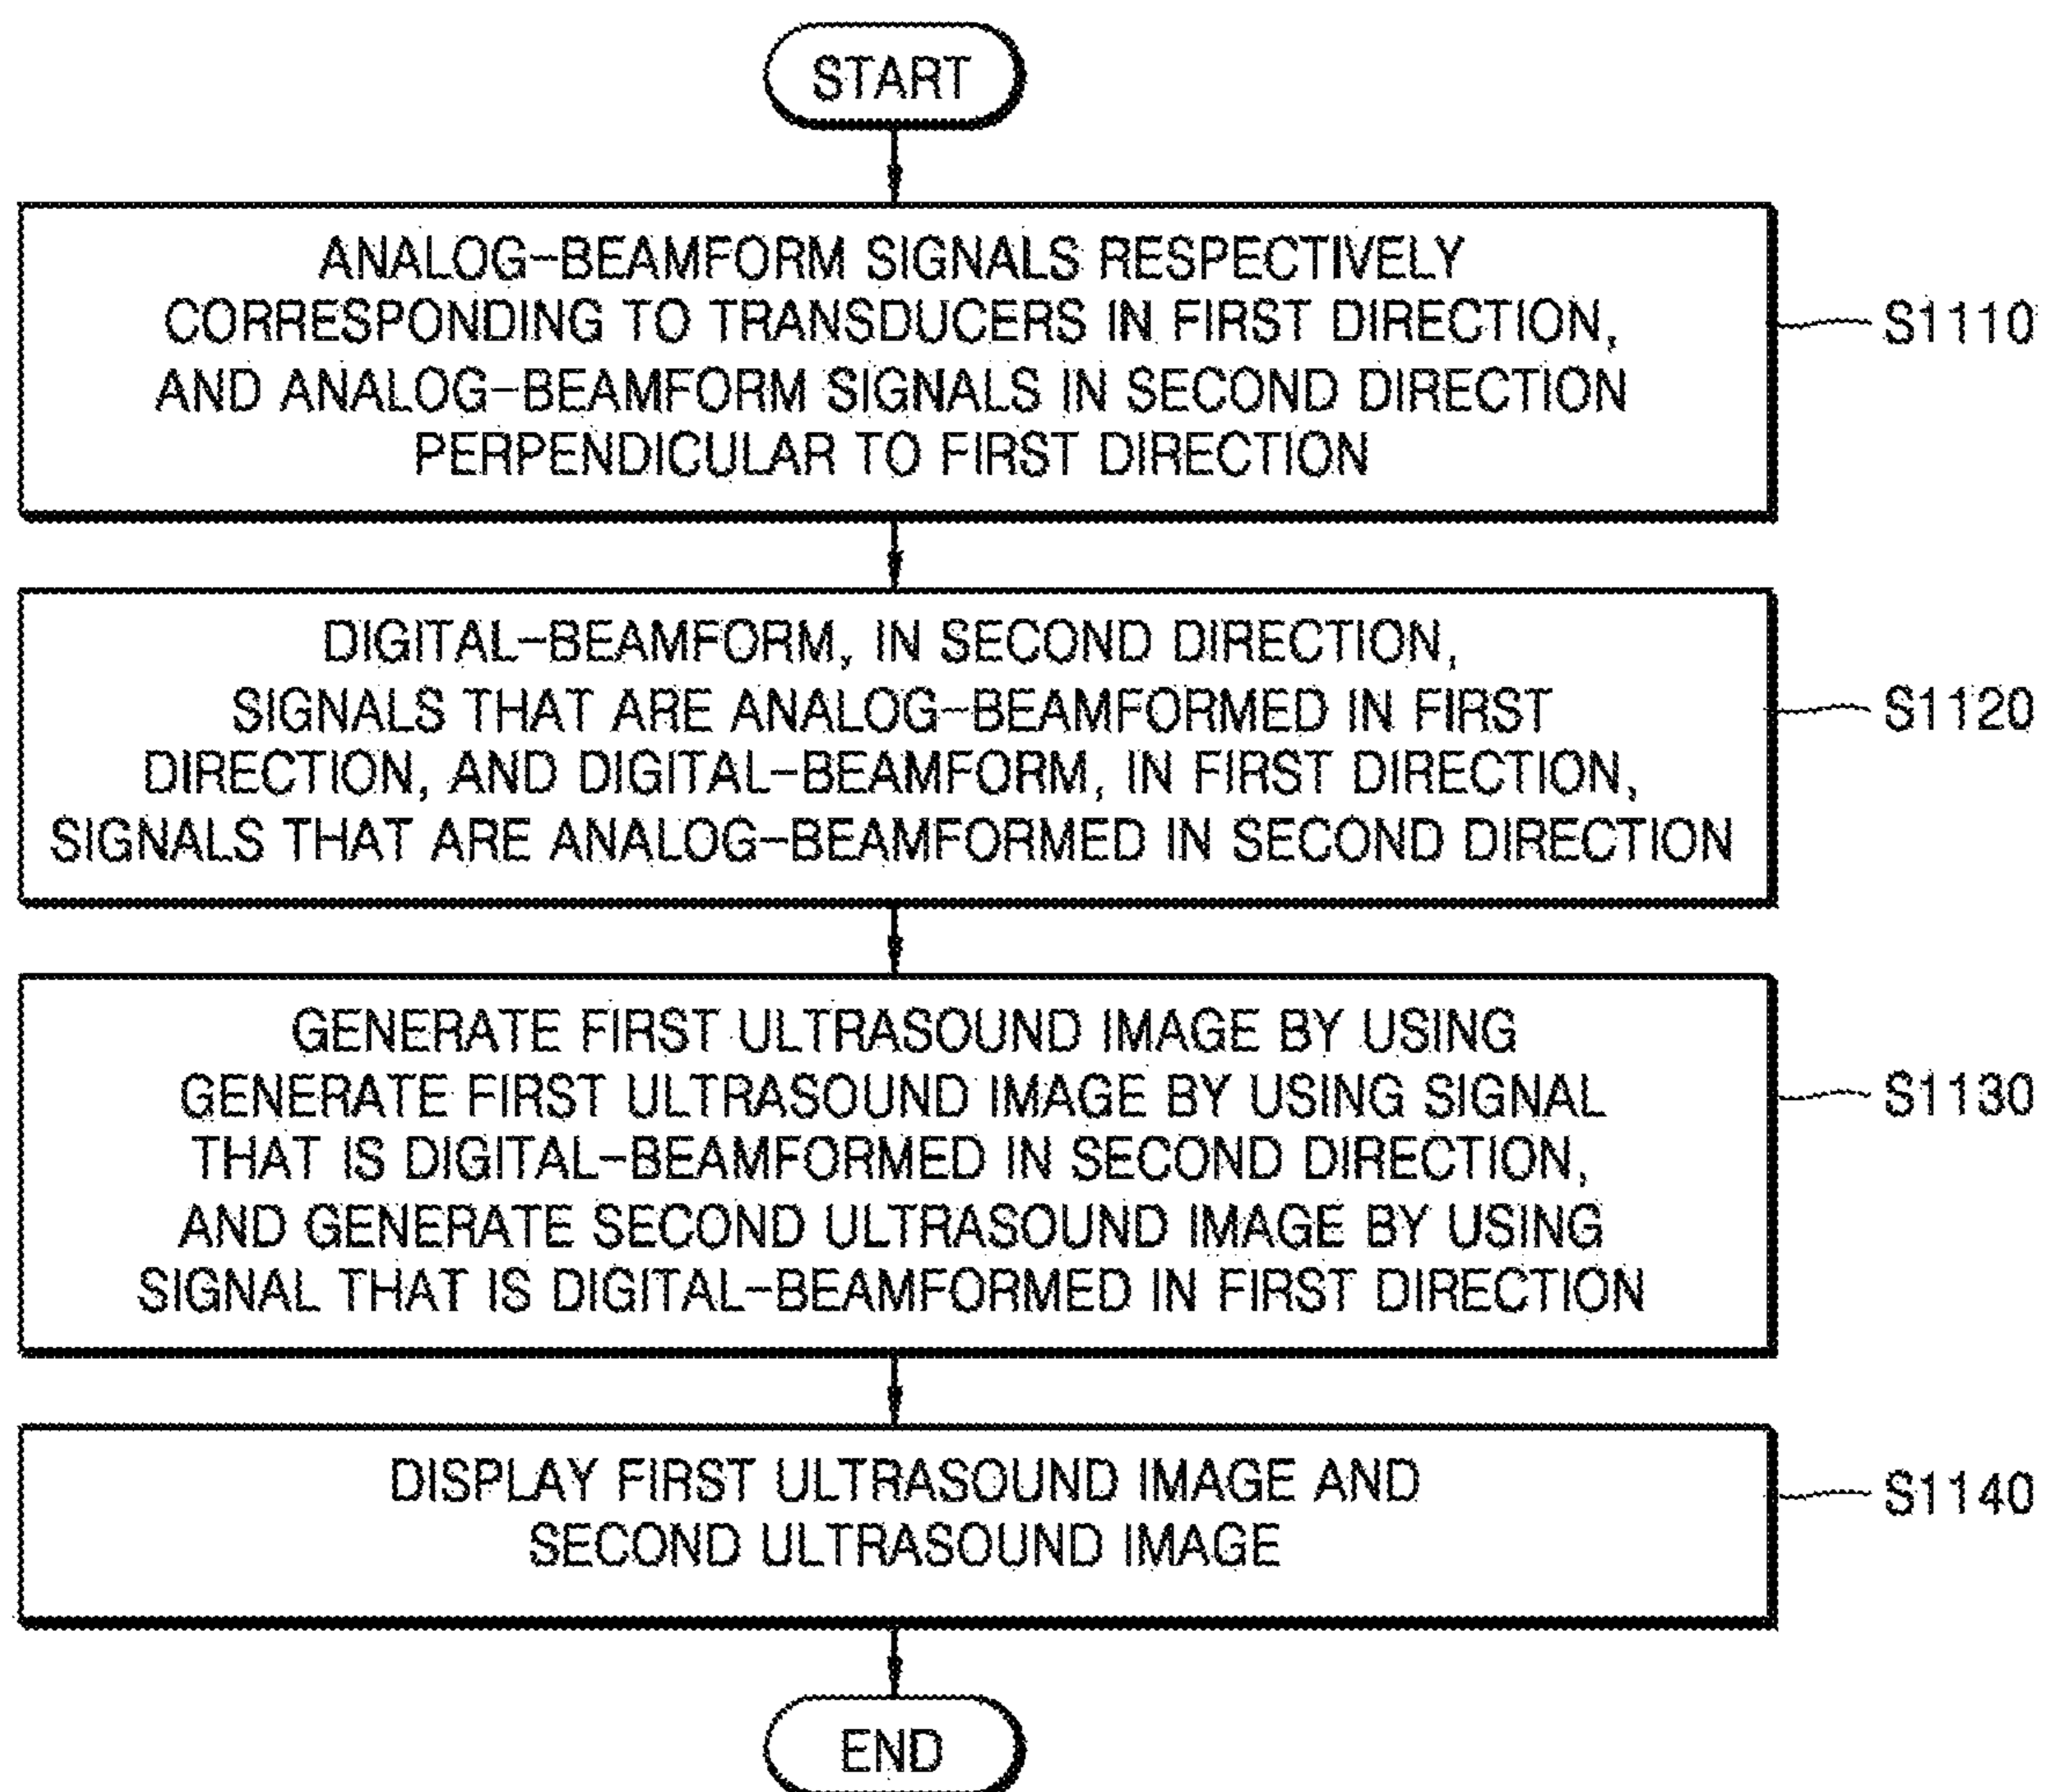 START
ANALOG-BEAMFORM SIGNALS RESPECTIVELY
CORRESPONDING TO TRANSDUCERS IN FIRST DIRECTION,
AND ANALOG-BEAMFORM SIGNALS IN SECOND DIRECTION
PERPENDICULAR TO FIRST DIRECTION
S1110
DIGITAL-BEAMFORM, IN SECOND DIRECTION,
SIGNALS THAT ARE ANALOG-BEAMFORMED IN FIRST
DIRECTION, AND DIGITAL-BEAMFORM, IN FIRST DIRECTION,
SIGNALS THAT ARE ANALOG-BEAMFORMED IN SECOND DIRECTION
S1120
GENERATE FIRST ULTRASOUND IMAGE BY USING
GENERATE FIRST ULTRASOUND IMAGE BY USING SIGNAL
THAT IS DIGITAL-BEAMFORMED IN SECOND DIRECTION,
AND GENERATE SECOND ULTRASOUND IMAGE BY USING
SIGNAL THAT IS DIGITAL-BEAMFORMED IN FIRST DIRECTION
S1130
DISPLAY FIRST ULTRASOUND IMAGE AND
SECOND ULTRASOUND IMAGE
S1140
END